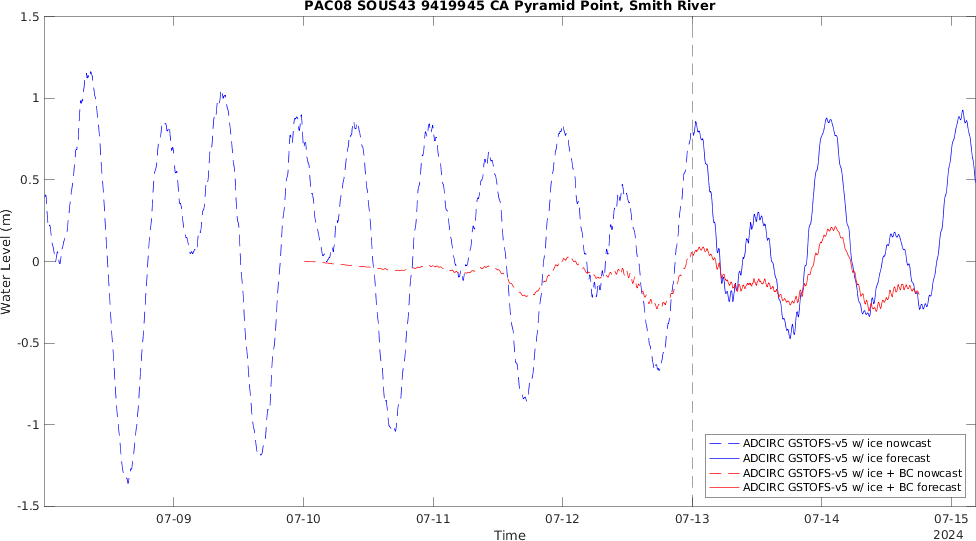 PAC08 SOUS43 9419945 CA Pyramid Point, Smith River
Water Level (m)
1.5
1
0.5
0
-0.5
-1
-1.5
07-09 07-10 07-11 07-12 07-13 07-14 07-15
Time
2024
ADCIRC GSTOFS-v5 w/ ice nowcast
ADCIRC GSTOFS-v5 w/ ice forecast
ADCIRC GSTOFS-v5 w/ ice + BC nowcast
ADCIRC GSTOFS-v5 w/ ice + BC forecast